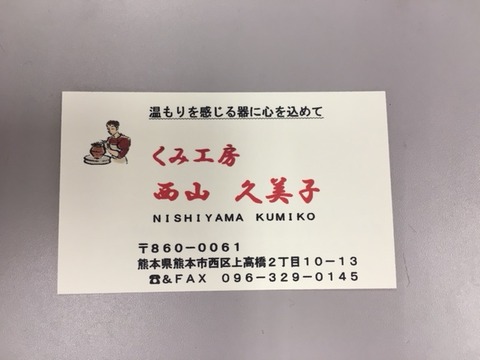 温もりを感じる器に心を込めて
くみ工房
西山 久美子
NISHIYAMA KUMIKO
〒860-0061
熊本県熊本市西区上高橋2丁目10-13
☎&FAX 096-329-0145